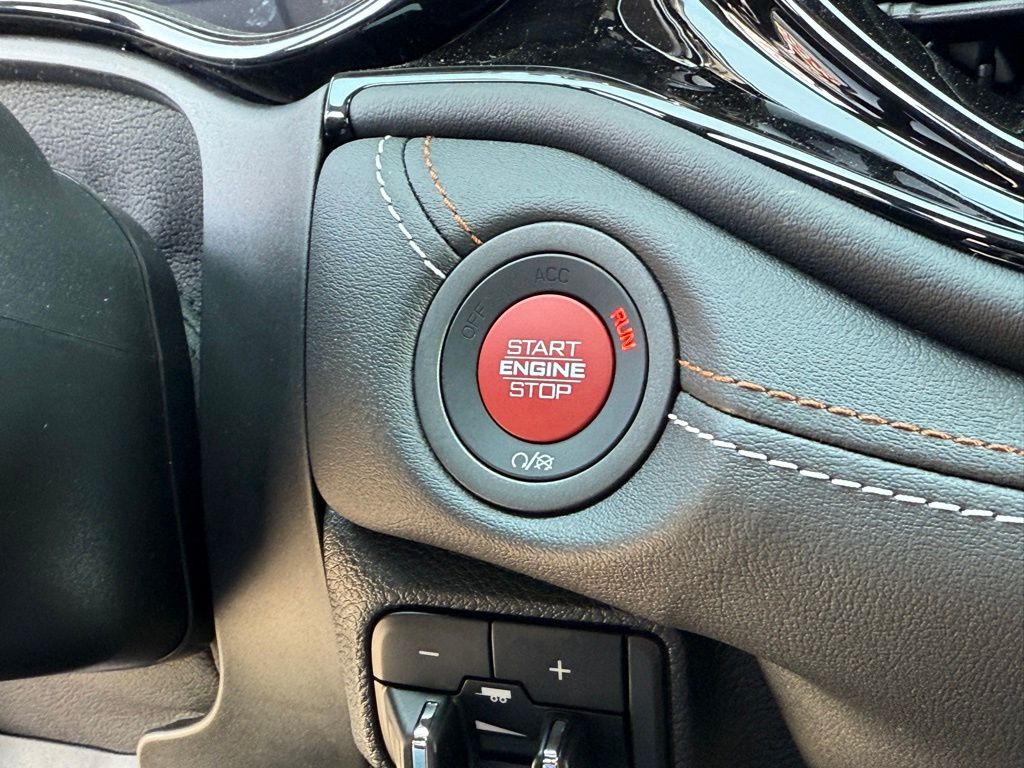 ACC
OFF
RUN
START
ENGINE
STOP
- +